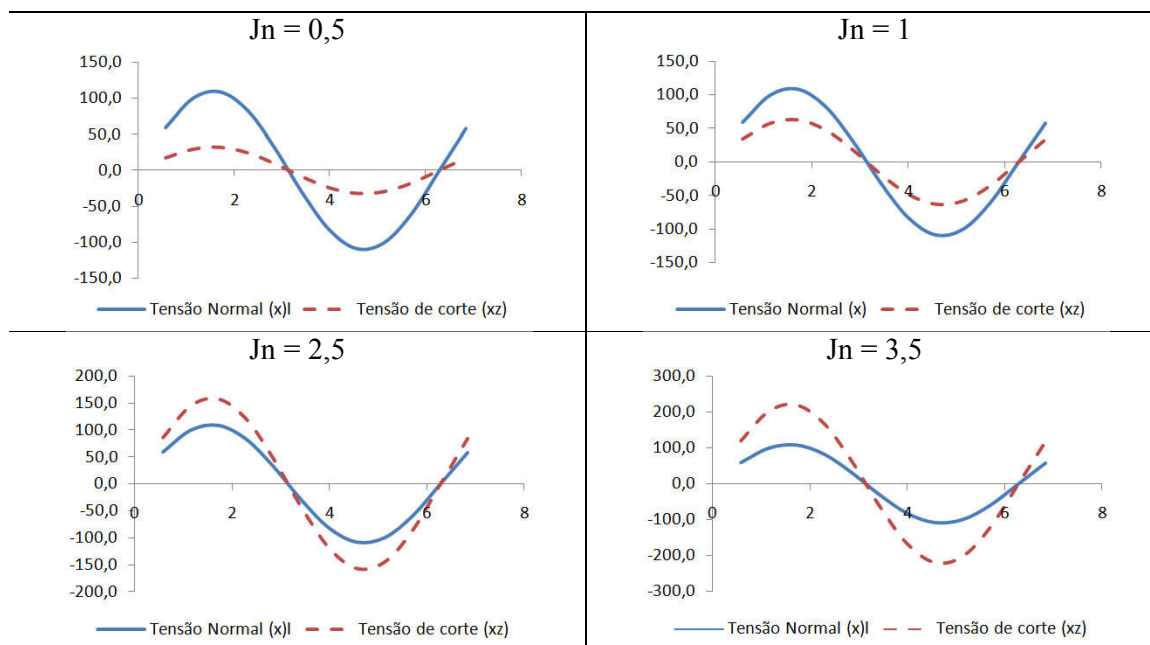 Jn = 0,5
150,0
100,0
50,0
0,0
-50,0
-100,0
-150,0
0 2 4 6 8
Tensão Normal (x)l Tensão de corte (xz)
Jn = 1
150,0
100,0
50,0
0,0
-50,0
-100,0
-150,0
0 2 4 6 8
Tensão Normal (x) Tensão de corte (xz)
Jn = 2,5
200,0
150,0
100,0
50,0
0,0
-50,0
-100,0
-150,0
-200,0
0 2 4 6 8
Tensão Normal (x)l Tensão de corte (xz)
Jn = 3,5
300,0
200,0
100,0
0,0
-100,0
-200,0
-300,0
0 2 4 6 8
Tensão Normal (x)l Tensão de corte (xz)